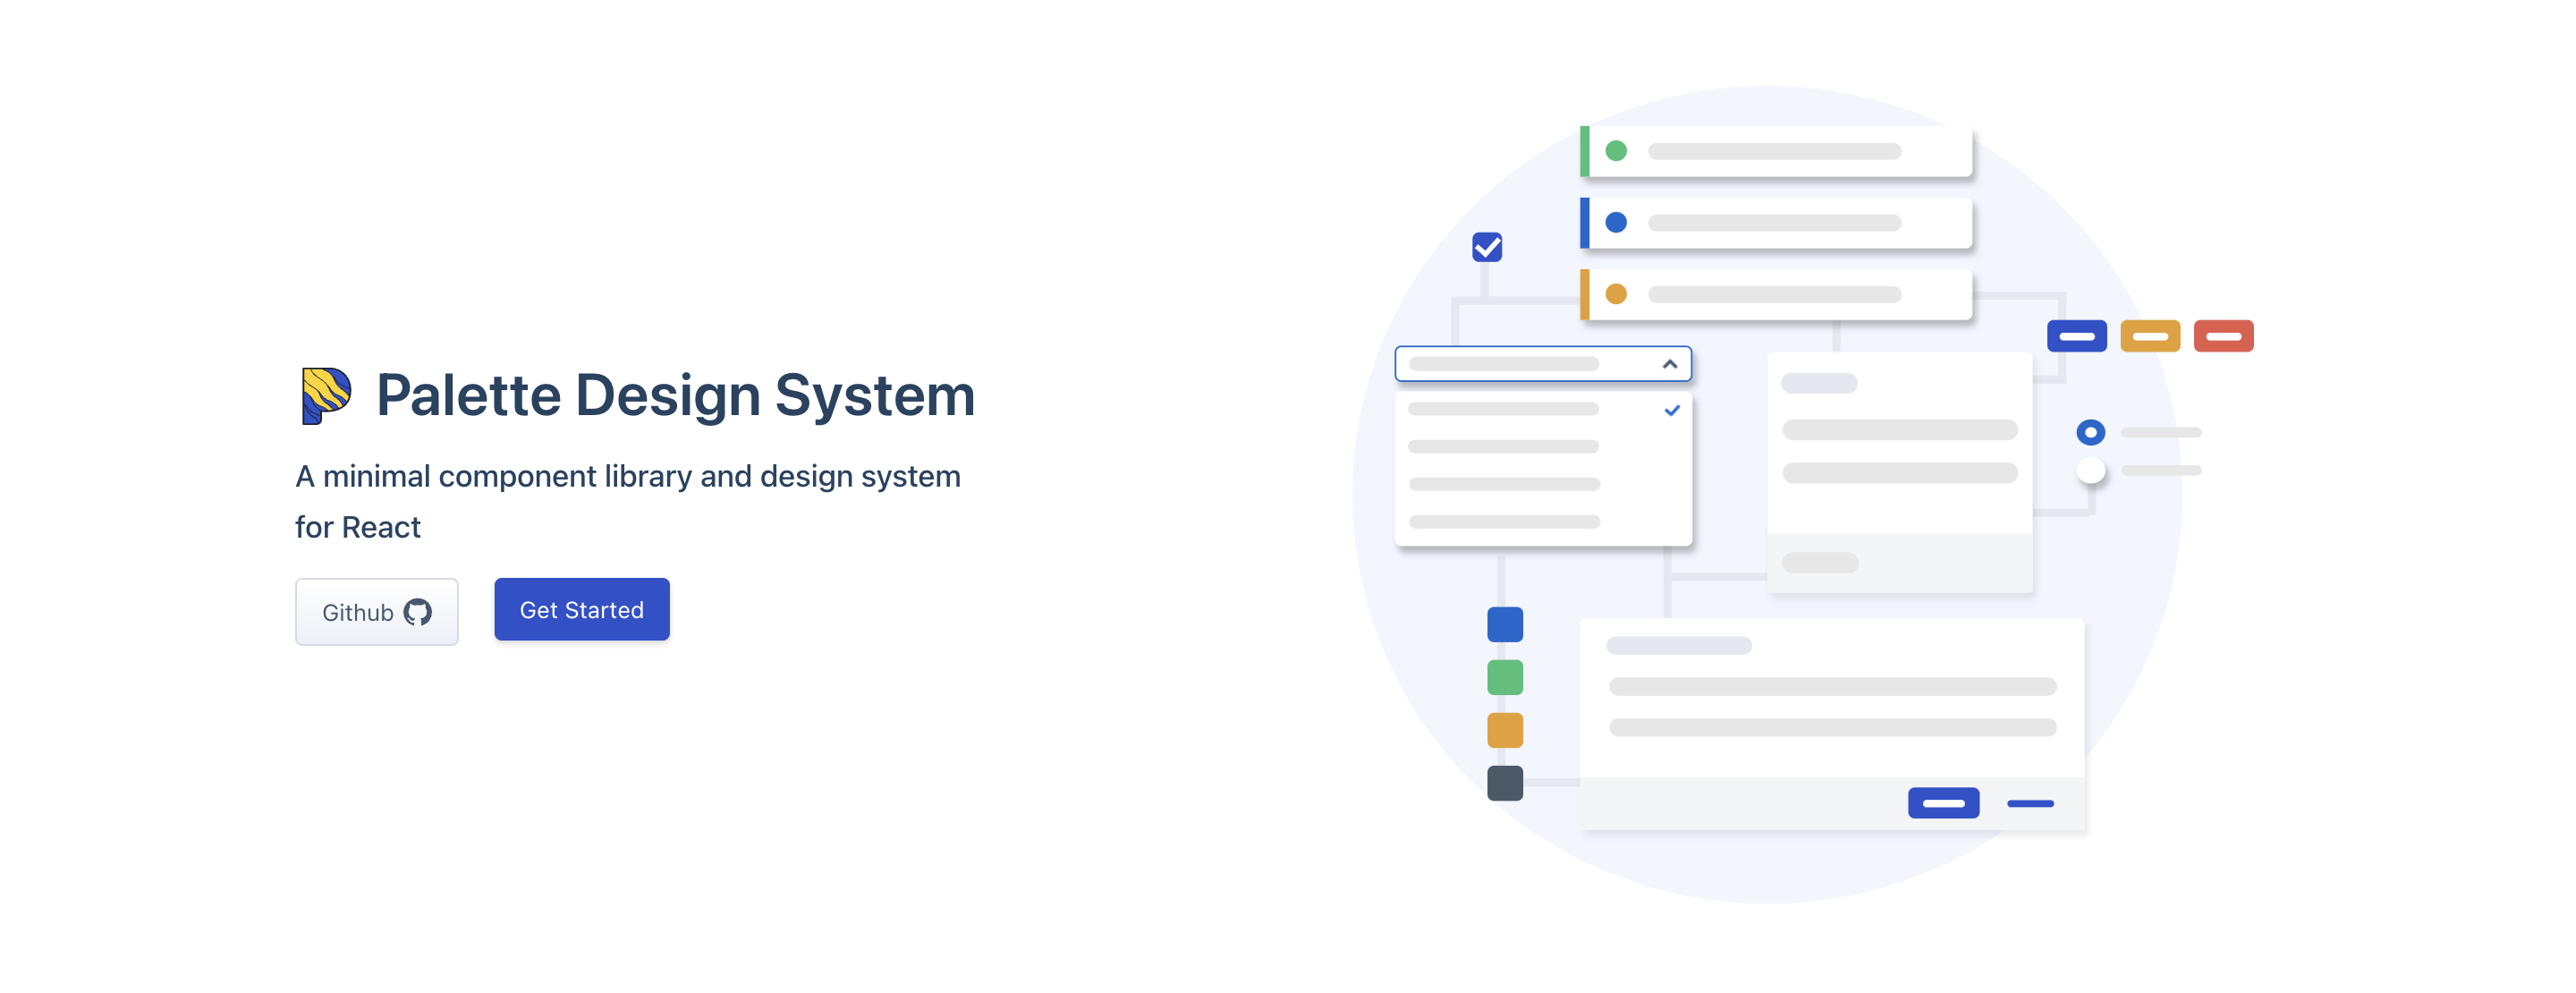 Palette Design System
A minimal component library and design system
for React
Github
Get Started